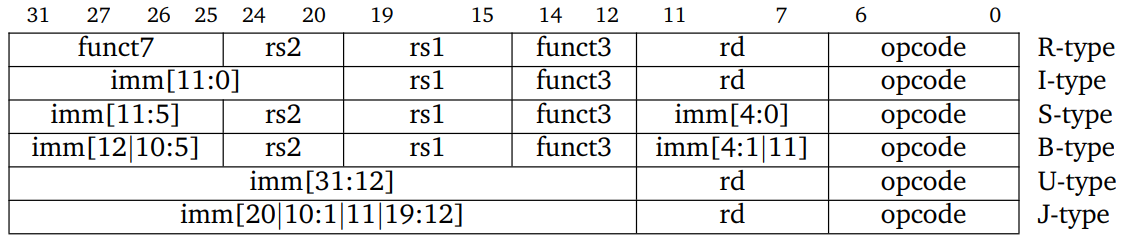 31 27 26 25 24 20 19 15 14 12 11 7 6 0
funct7 rs2 rs1 funct3 rd opcode R-type
imm[11:0] rs1 funct3 rd opcode I-type
imm[11:5] rs2 rs1 funct3 imm[4:0] opcode S-type
imm[12|10:5] rs2 rs1 funct3 imm[4:1|11] opcode B-type
imm[31:12] rd opcode U-type
imm[20|10:1|11|19:12] rd opcode J-type